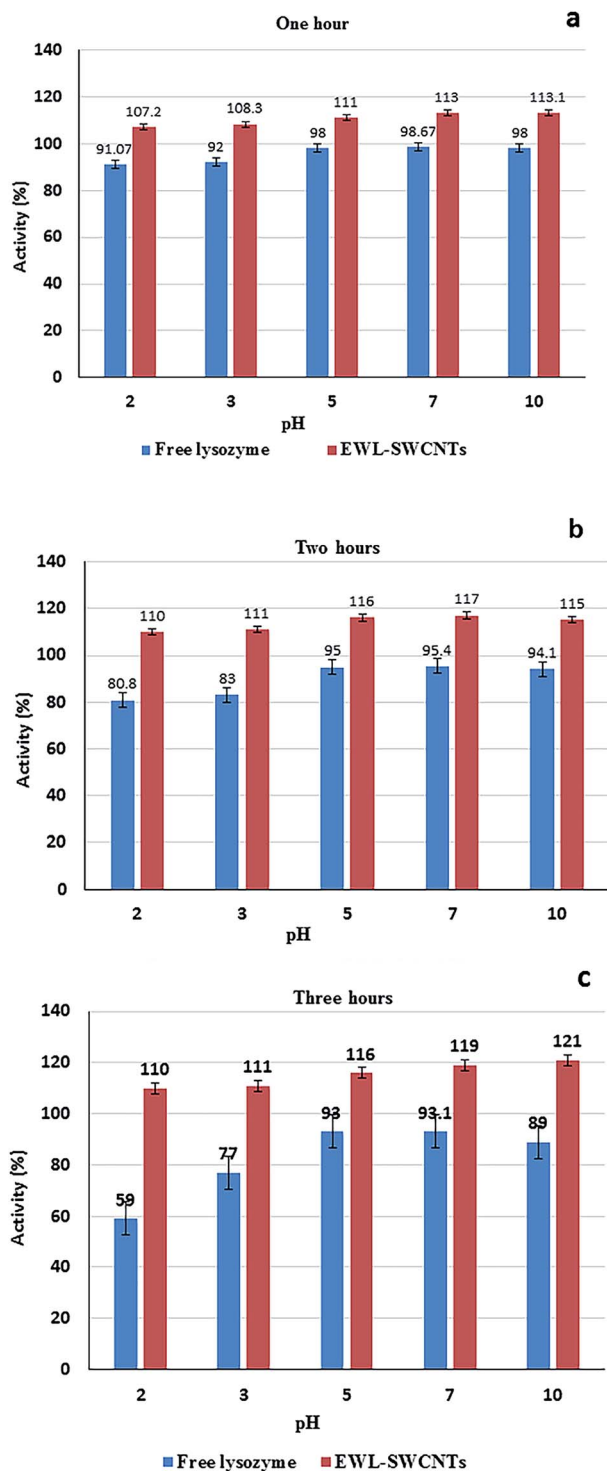 One hour
a
140
120
100
80
60
40
20
0
Activity (%)
107.2 108.3 111 113 113.1
91.07 92 98 98.67 98
2 3 5 7 10
pH
Free lysozyme EWL-SWCNTs
b
Two hours
140
120
100
80
60
40
20
0
Activity (%)
110 111 116 117 115
80.8 83 95 95.4 94.1
2 3 5 7 10
pH
c
Three hours
140
120
100
80
60
40
20
0
Activity (%)
110 111 116 119 121
59 77 93 93.1 89
2 3 5 7 10
pH
Free lysozyme EWL-SWCNTs